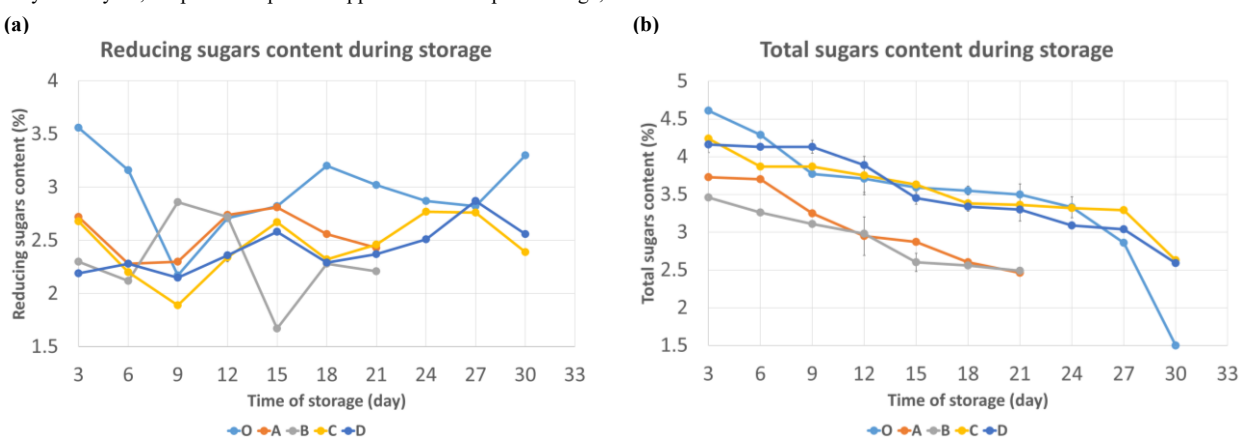 (a)
Reducing sugars content during storage
Reducing sugars content (%)
4
3.5
3
2.5
2
1.5
3 6 9 12 15 18 21 24 27 30 33
Time of storage (day)
O A B C D
(b)
Total sugars content during storage
Total sugars content (%)
5
4.5
4
3.5
3
2.5
2
1.5
3 6 9 12 15 18 21 24 27 30 33
Time of storage (day)
O A B C D